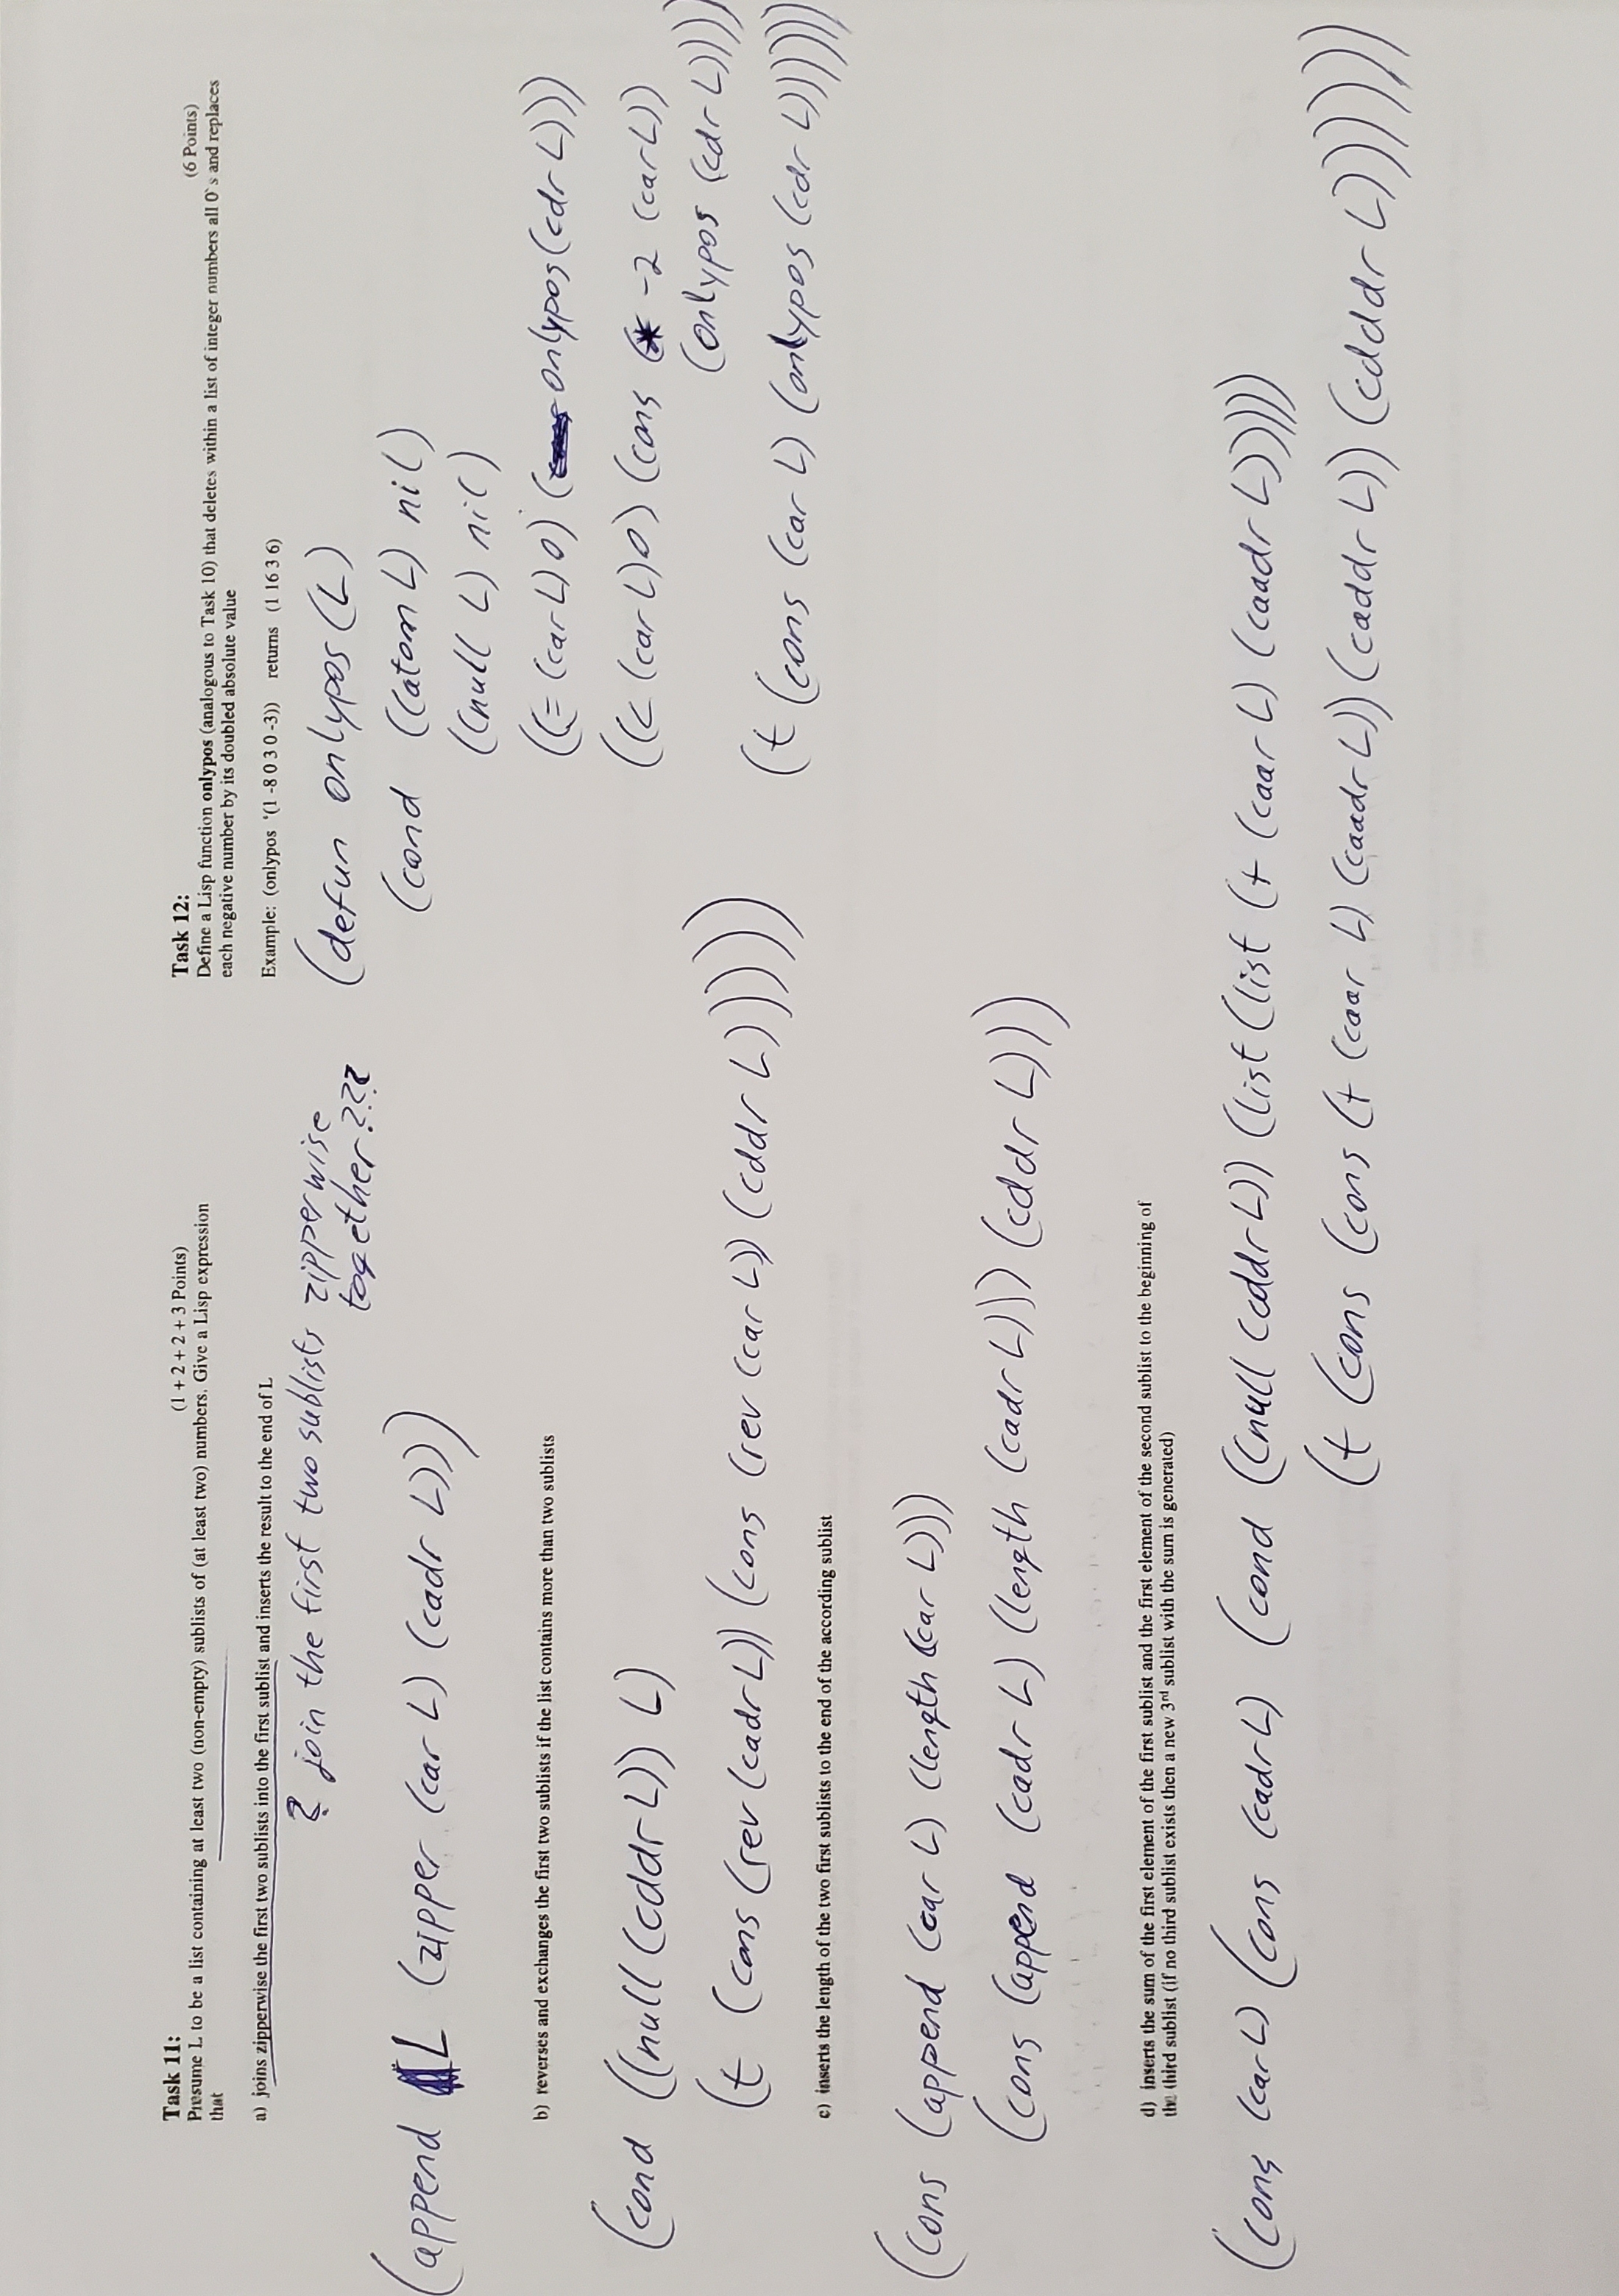 Task 11:
(1 + 2 + 2 + 3 Points)
Presume L to be a list containing at least two (non-empty) sublists of (at least two) numbers. Give a Lisp expression
that
a) joins zipperwise the first two sublists into the first sublist and inserts the result to the end of L
? join the first two sublists zipperwise
together???
(append L (zipper (car L) (cadr L)))
b) reverses and exchanges the first two sublists if the list contains more than two sublists
(cond ((null (cddr L)) L)
(t (cons (rev (cadr L)) (cons (rev (car L)) (cddr L)))))
c) inserts the length of the two first sublists to the end of the according sublist
(cons (append (car L) (length (car L)))
(cons (append (cadr L) (length (cadr L))) (cddr L)))
d) inserts the sum of the first element of the first sublist and the first element of the second sublist to the beginning of
the third sublist (if no third sublist exists then a new 3rd sublist with the sum is generated)
(cons (car L) (cons (cadr L) (cond ((null (cddr L)) (list (list (+ (caar L) (caadr L)))))
(t (cons (cons (+ (caar L) (caadr L)) (caddr L)) (cdddr L))))))
Task 12:
(6 Points)
Define a Lisp function onlypos (analogous to Task 10) that deletes within a list of integer numbers all 0`s and replaces
each negative number by its doubled absolute value
Example: (onlypos '(1 -8 0 3 0 -3)) returns (1 16 3 6)
(defun onlypos (L)
(cond ((atom L) nil)
((null L) nil)
((= (car L) 0) (onlypos (cdr L)))
((< (car L) 0) (cons (* -2 (car L))
(onlypos (cdr L))))
(t (cons (car L) (onlypos (cdr L))))))